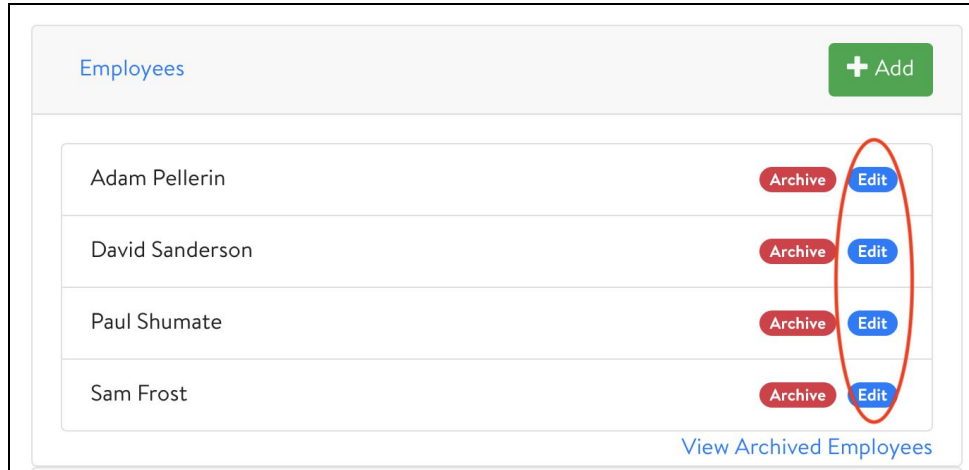 Employees
Add
Adam Pellerin Archive Edit
David Sanderson Archive Edit
Paul Shumate Archive Edit
Sam Frost Archive Edit
View Archived Employees